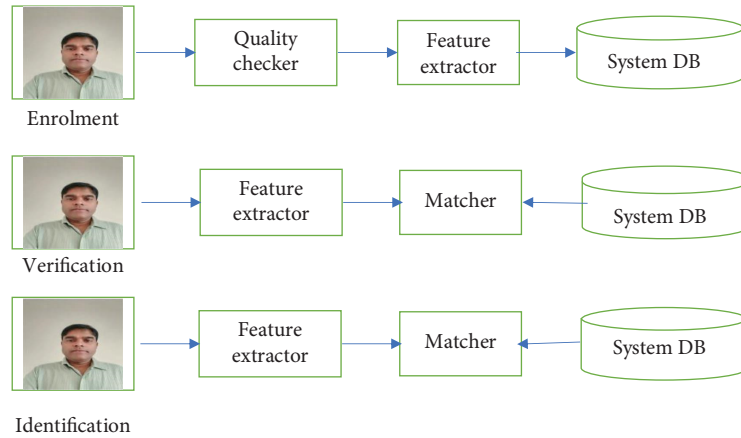 Quality
checker
Feature
extractor
System DB
Enrolment
Feature
extractor
Matcher
System DB
Verification
Feature
extractor
Matcher
System DB
Identification